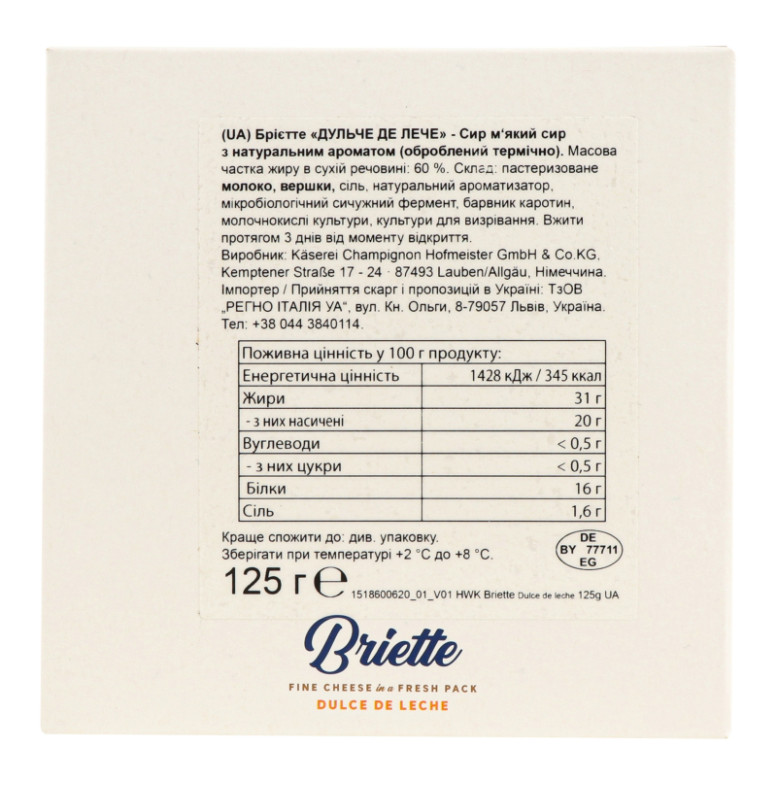 (UA) Брієтте «ДУЛЬЧЕ ДЕ ЛЕЧЕ» - Сир м'який сир
з натуральним ароматом (оброблений термічно). Масова
частка жиру в сухій речовині: 60 %. Склад: пастеризоване
молоко, вершки, сіль, натуральний ароматизатор,
мікробіологічний сичужний фермент, барвник каротин,
молочнокислі культури, культури для визрівання. Вжити
протягом 3 днів від моменту відкриття.
Виробник: Käserei Champignon Hofmeister GmbH & Co.KG,
Kemptener Straße 17 - 24 · 87493 Lauben/Allgäu, Німеччина.
Імпортер / Прийняття скарг і пропозицій в Україні: ТзОВ
„РЕГНО ІТАЛІЯ УА“, вул. Кн. Ольги, 8-79057 Львів, Україна.
Тел: +38 044 3840114.
Поживна цінність у 100 г продукту:
Енергетична цінність 1428 кДж / 345 ккал
Жири 31 г
- з них насичені 20 г
Вуглеводи < 0,5 г
- з них цукри < 0,5 г
Білки 16 г
Сіль 1,6 г
Краще спожити до: див. упаковку.
Зберігати при температурі +2 °C до +8 °C.
DE
BY 77711
EG
125 г ℮ 1518600620_01_V01 HWK Briette Dulce de leche 125g UA
Briette
FINE CHEESE in a FRESH PACK
DULCE DE LECHE